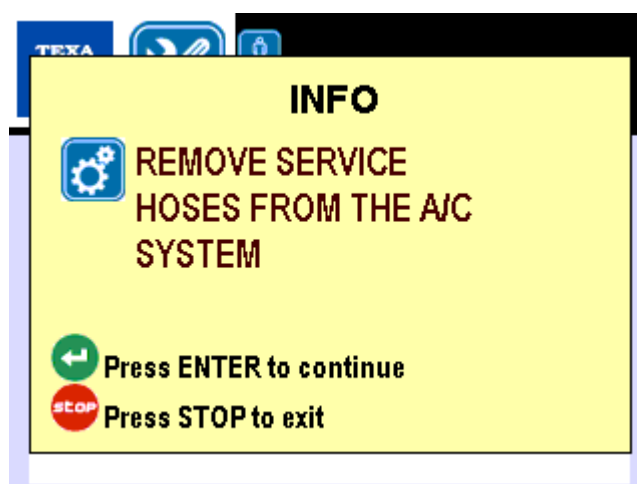 TEXA
INFO
REMOVE SERVICE
HOSES FROM THE A/C
SYSTEM
Press ENTER to continue
stop Press STOP to exit